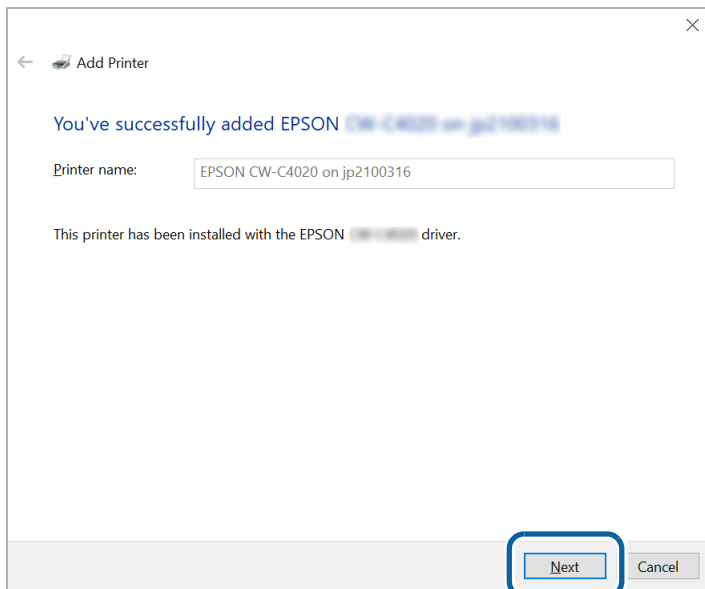 Add Printer
You've successfully added EPSON
Printer name: EPSON CW-C4020 on jp2100316
This printer has been installed with the EPSON driver.
Next Cancel